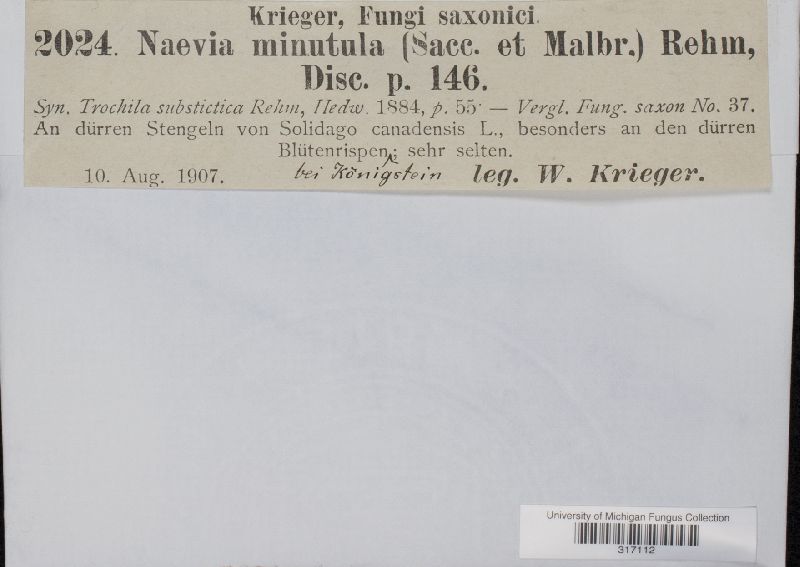 Krieger, Fungi saxonici.
2024. Naevia minutula (Sacc. et Malbr.) Rehm,
Disc. p. 146.
Syn. Trochila substictica Rehm, Hedw. 1884, p. 55. — Vergl. Fung. saxon No. 37.
An dürren Stengeln von Solidago canadensis L., besonders an den dürren
Blütenrispen; sehr selten.
10. Aug. 1907. bei Königstein leg. W. Krieger.
University of Michigan Fungus Collection
317112